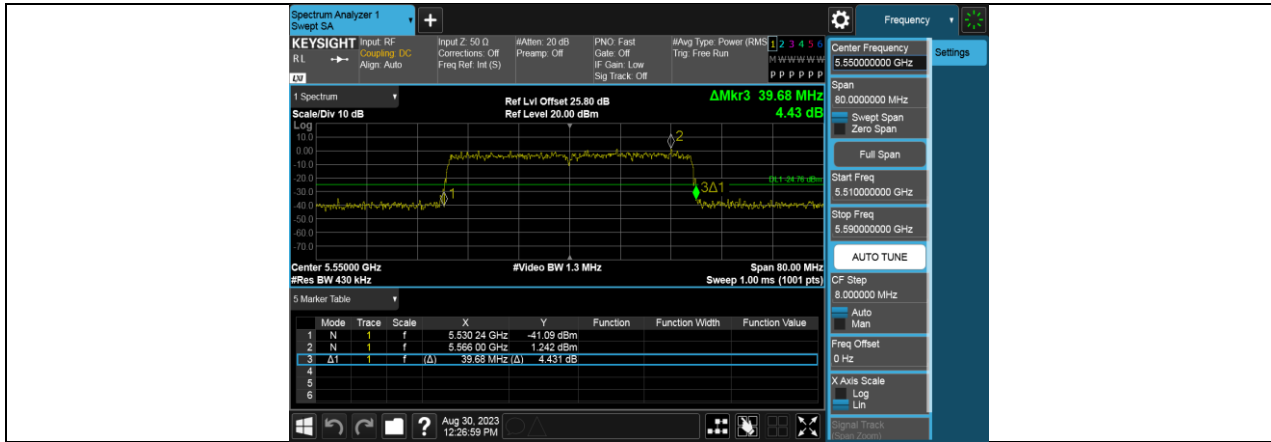 Spectrum Analyzer 1
Swept SA
+
Frequency
KEYSIGHT
RL
LXI
Input: RF
Coupling: DC
Align: Auto
Input Z: 50 Ω
Corrections: Off
Freq Ref: Int (S)
#Atten: 20 dB
Preamp: Off
PNO: Fast
Gate: Off
IF Gain: Low
Sig Track: Off
#Avg Type: Power (RMS
Trig: Free Run
1 2 3 4 5 6
M W W W W W
P P P P P P
1 Spectrum
Ref Lvl Offset 25.80 dB
ΔMkr3 39.68 MHz
Scale/Div 10 dB
Ref Level 20.00 dBm
4.43 dB
Log
10.0
0.00
-10.0
-20.0
-30.0
-40.0
-50.0
-60.0
-70.0
2
DL1 -24.76 dBm
1
3Δ1
Center 5.55000 GHz
#Video BW 1.3 MHz
Span 80.00 MHz
#Res BW 430 kHz
Sweep 1.00 ms (1001 pts)
5 Marker Table
Mode Trace Scale X Y Function Function Width Function Value
1 N 1 f 5.530 24 GHz -41.09 dBm
2 N 1 f 5.566 00 GHz 1.242 dBm
3 Δ1 1 f (Δ) 39.68 MHz (Δ) 4.431 dB
4
5
6
?
Aug 30, 2023
12:26:59 PM
Center Frequency
5.550000000 GHz
Settings
Span
80.0000000 MHz
Swept Span
Zero Span
Full Span
Start Freq
5.510000000 GHz
Stop Freq
5.590000000 GHz
AUTO TUNE
CF Step
8.000000 MHz
Auto
Man
Freq Offset
0 Hz
X Axis Scale
Log
Lin
Signal Track
(Span Zoom)